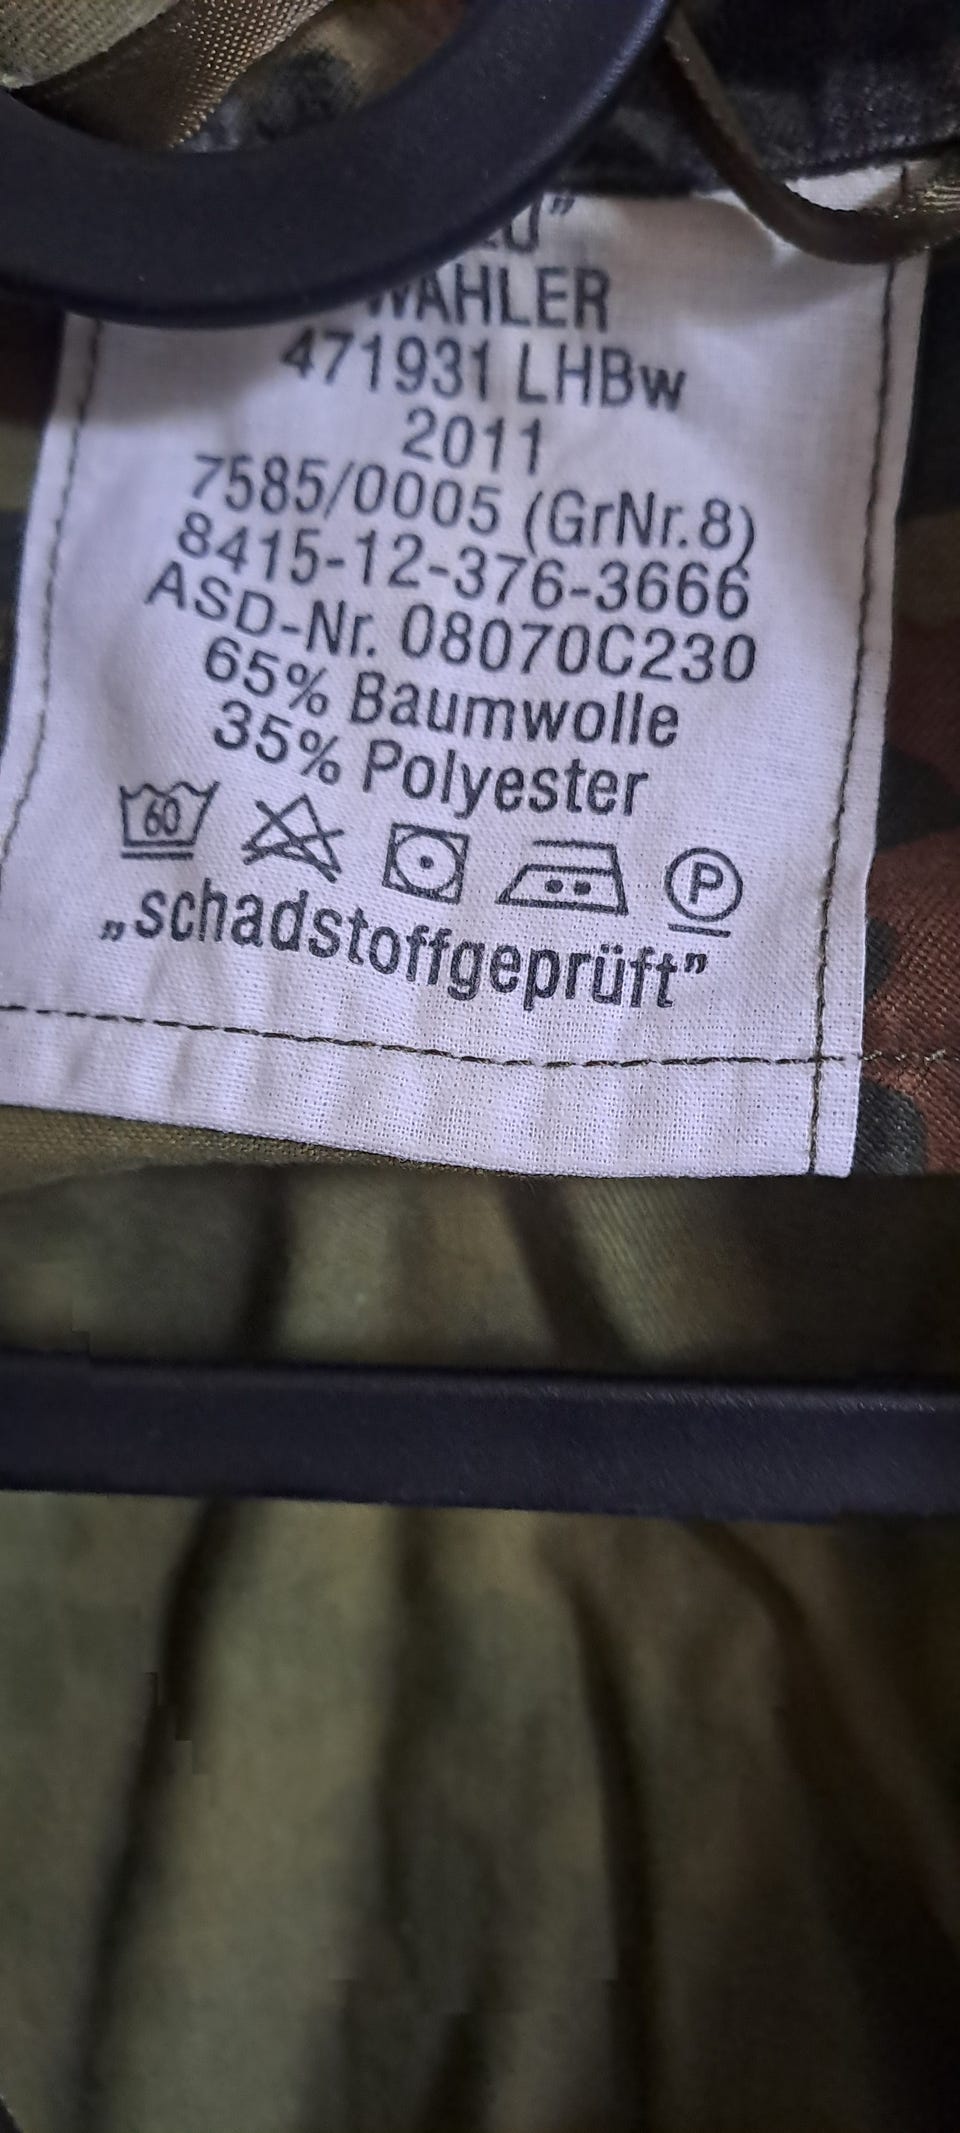 WAHLER
471931 LHBw
2011
7585/0005 (GrNr.8)
8415-12-376-3666
ASD-Nr. 08070C230
65% Baumwolle
35% Polyester
60 P
„schadstoffgeprüft”